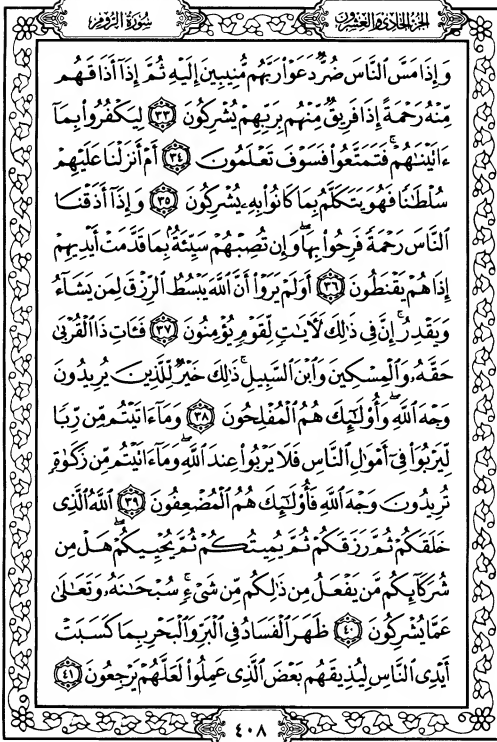 الجزء الحادي والعشرون
سورة الروم
وَإِذَا مَسَّ ٱلنَّاسَ ضُرٌّ دَعَوْا۟ رَبَّهُم مُّنِيبِينَ إِلَيْهِ ثُمَّ إِذَآ أَذَاقَهُم
مِّنْهُ رَحْمَةً إِذَا فَرِيقٌ مِّنْهُم بِرَبِّهِمْ يُشْرِكُونَ ٣٣ لِيَكْفُرُوا۟ بِمَآ
ءَاتَيْنَٰهُمْ ۚ فَتَمَتَّعُوا۟ فَسَوْفَ تَعْلَمُونَ ٣٤ أَمْ أَنزَلْنَا عَلَيْهِمْ
سُلْطَٰنًا فَهُوَ يَتَكَلَّمُ بِمَا كَانُوا۟ بِهِۦ يُشْرِكُونَ ٣٥ وَإِذَآ أَذَقْنَا
ٱلنَّاسَ رَحْمَةً فَرِحُوا۟ بِهَا ۖ وَإِن تُصِبْهُمْ سَيِّئَةٌۢ بِمَا قَدَّمَتْ أَيْدِيهِمْ
إِذَا هُمْ يَقْنَطُونَ ٣٦ أَوَلَمْ يَرَوْا۟ أَنَّ ٱللَّهَ يَبْسُطُ ٱلرِّزْقَ لِمَن يَشَآءُ
وَيَقْدِرُ ۚ إِنَّ فِى ذَٰلِكَ لَءَايَٰتٍ لِّقَوْمٍ يُؤْمِنُونَ ٣٧ فَـَٔاتِ ذَا ٱلْقُرْبَىٰ
حَقَّهُۥ وَٱلْمِسْكِينَ وَٱبْنَ ٱلسَّبِيلِ ۚ ذَٰلِكَ خَيْرٌ لِّلَّذِينَ يُرِيدُونَ
وَجْهَ ٱللَّهِ ۖ وَأُو۟لَٰٓئِكَ هُمُ ٱلْمُفْلِحُونَ ٣٨ وَمَآ ءَاتَيْتُم مِّن رِّبًا
لِّيَرْبُوَا۟ فِىٓ أَمْوَٰلِ ٱلنَّاسِ فَلَا يَرْبُوا۟ عِندَ ٱللَّهِ ۖ وَمَآ ءَاتَيْتُم مِّن زَكَوٰةٍ
تُرِيدُونَ وَجْهَ ٱللَّهِ فَأُو۟لَٰٓئِكَ هُمُ ٱلْمُضْعِفُونَ ٣٩ ٱللَّهُ ٱلَّذِى
خَلَقَكُمْ ثُمَّ رَزَقَكُمْ ثُمَّ يُمِيتُكُمْ ثُمَّ يُحْيِيكُمْ ۖ هَلْ مِن
شُرَكَآئِكُم مَّن يَفْعَلُ مِن ذَٰلِكُم مِّن شَىْءٍ ۚ سُبْحَٰنَهُۥ وَتَعَٰلَىٰ
عَمَّا يُشْرِكُونَ ٤٠ ظَهَرَ ٱلْفَسَادُ فِى ٱلْبَرِّ وَٱلْبَحْرِ بِمَا كَسَبَتْ
أَيْدِى ٱلنَّاسِ لِيُذِيقَهُم بَعْضَ ٱلَّذِى عَمِلُوا۟ لَعَلَّهُمْ يَرْجِعُونَ ٤١
٤٠٨